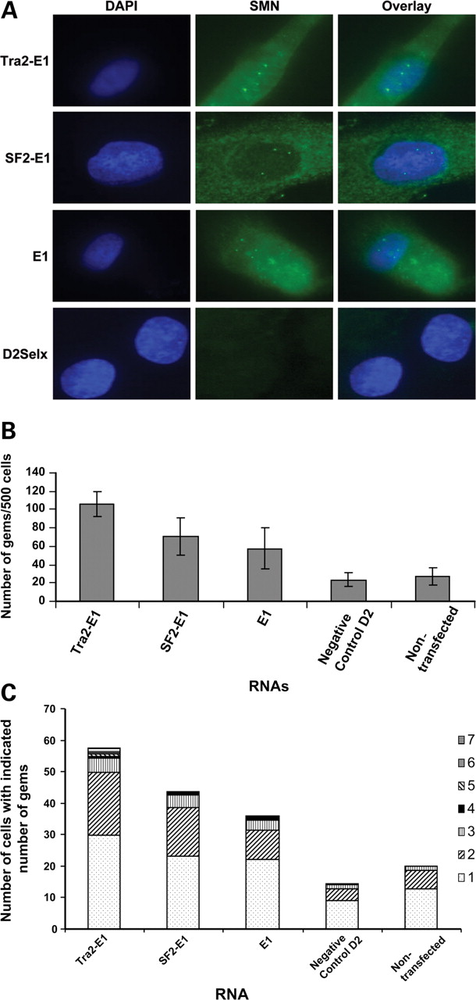 A
DAPI SMN Overlay
Tra2-E1
SF2-E1
E1
D2Selx
B
Number of gems/500 cells
140
120
100
80
60
40
20
0
Tra2-E1
SF2-E1
E1
Negative
Control D2
Non-
transfected
RNAs
C
Number of cells with indicated
number of gems
70
60
50
40
30
20
10
0
7
6
5
4
3
2
1
Tra2-E1
SF2-E1
E1
Negative
Control D2
Non-
transfected
RNA